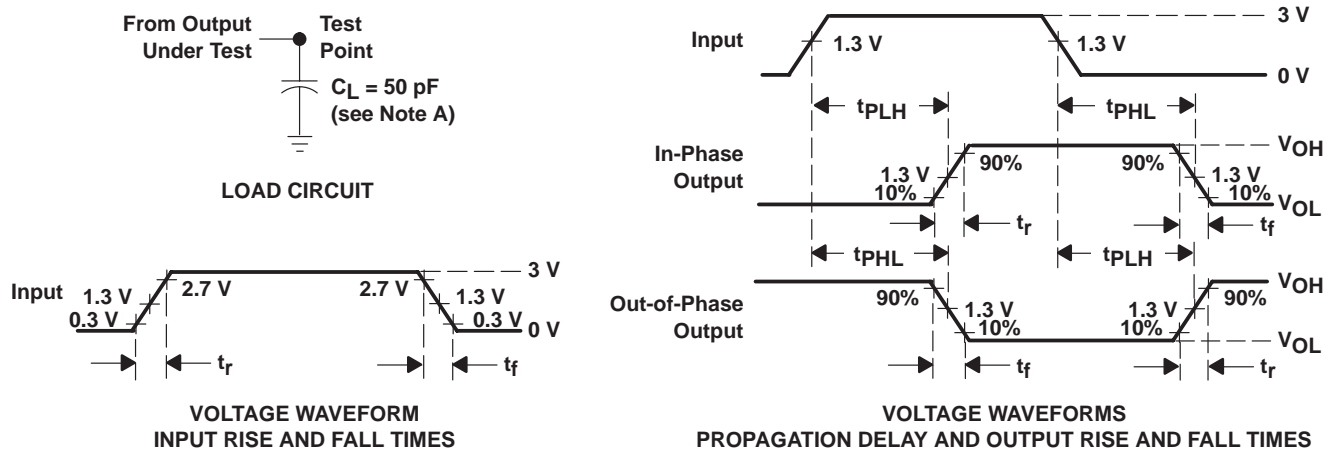 From Output
Under Test
Test
Point
CL = 50 pF
(see Note A)
LOAD CIRCUIT
Input
1.3 V
0.3 V
2.7 V
2.7 V
3 V
1.3 V
0.3 V
0 V
tr
tf
VOLTAGE WAVEFORM
INPUT RISE AND FALL TIMES
Input
1.3 V
1.3 V
3 V
0 V
tPLH
tPHL
In-Phase
Output
1.3 V
10%
90%
90%
1.3 V
10%
VOH
VOL
tr
tf
tPHL
tPLH
Out-of-Phase
Output
90%
1.3 V
10%
1.3 V
10%
90%
VOH
VOL
tf
tr
VOLTAGE WAVEFORMS
PROPAGATION DELAY AND OUTPUT RISE AND FALL TIMES